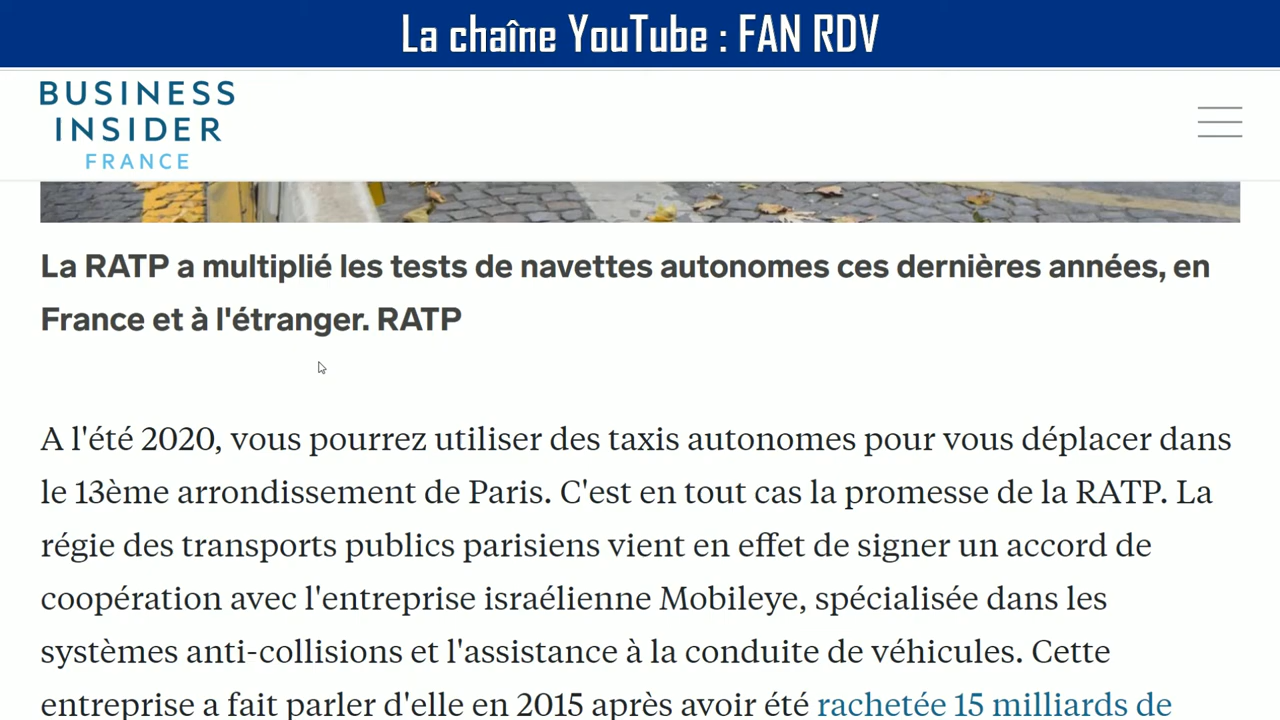 La chaîne YouTube : FAN RDV
BUSINESS
INSIDER
FRANCE
La RATP a multiplié les tests de navettes autonomes ces dernières années, en
France et à l'étranger. RATP
A l'été 2020, vous pourrez utiliser des taxis autonomes pour vous déplacer dans
le 13ème arrondissement de Paris. C'est en tout cas la promesse de la RATP. La
régie des transports publics parisiens vient en effet de signer un accord de
coopération avec l'entreprise israélienne Mobileye, spécialisée dans les
systèmes anti-collisions et l'assistance à la conduite de véhicules. Cette
entreprise a fait parler d'elle en 2015 après avoir été rachetée 15 milliards de